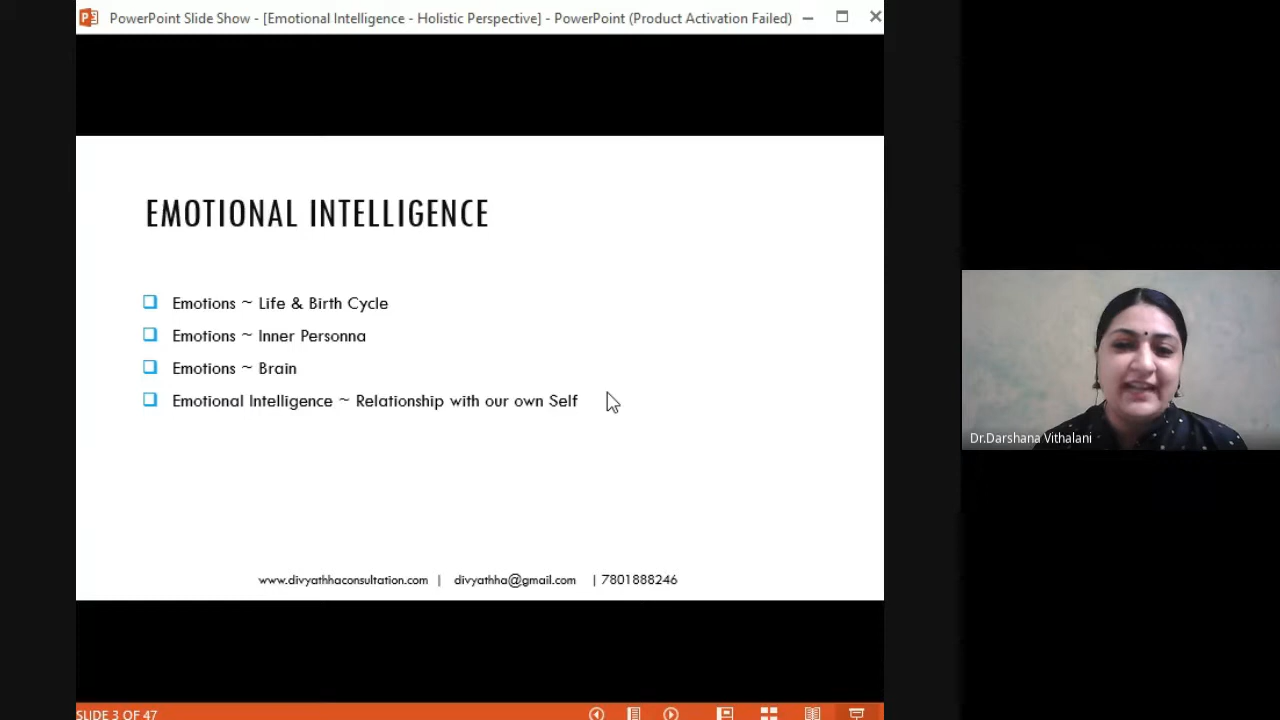 PowerPoint Slide Show - [Emotional Intelligence - Holistic Perspective] - PowerPoint (Product Activation Failed)
EMOTIONAL INTELLIGENCE
Emotions ~ Life & Birth Cycle
Emotions ~ Inner Personna
Emotions ~ Brain
Emotional Intelligence ~ Relationship with our own Self
Dr.Darshana Vithalani
www.divyathhaconsultation.com | divyathha@gmail.com | 7801888246
SLIDE 3 OF 47